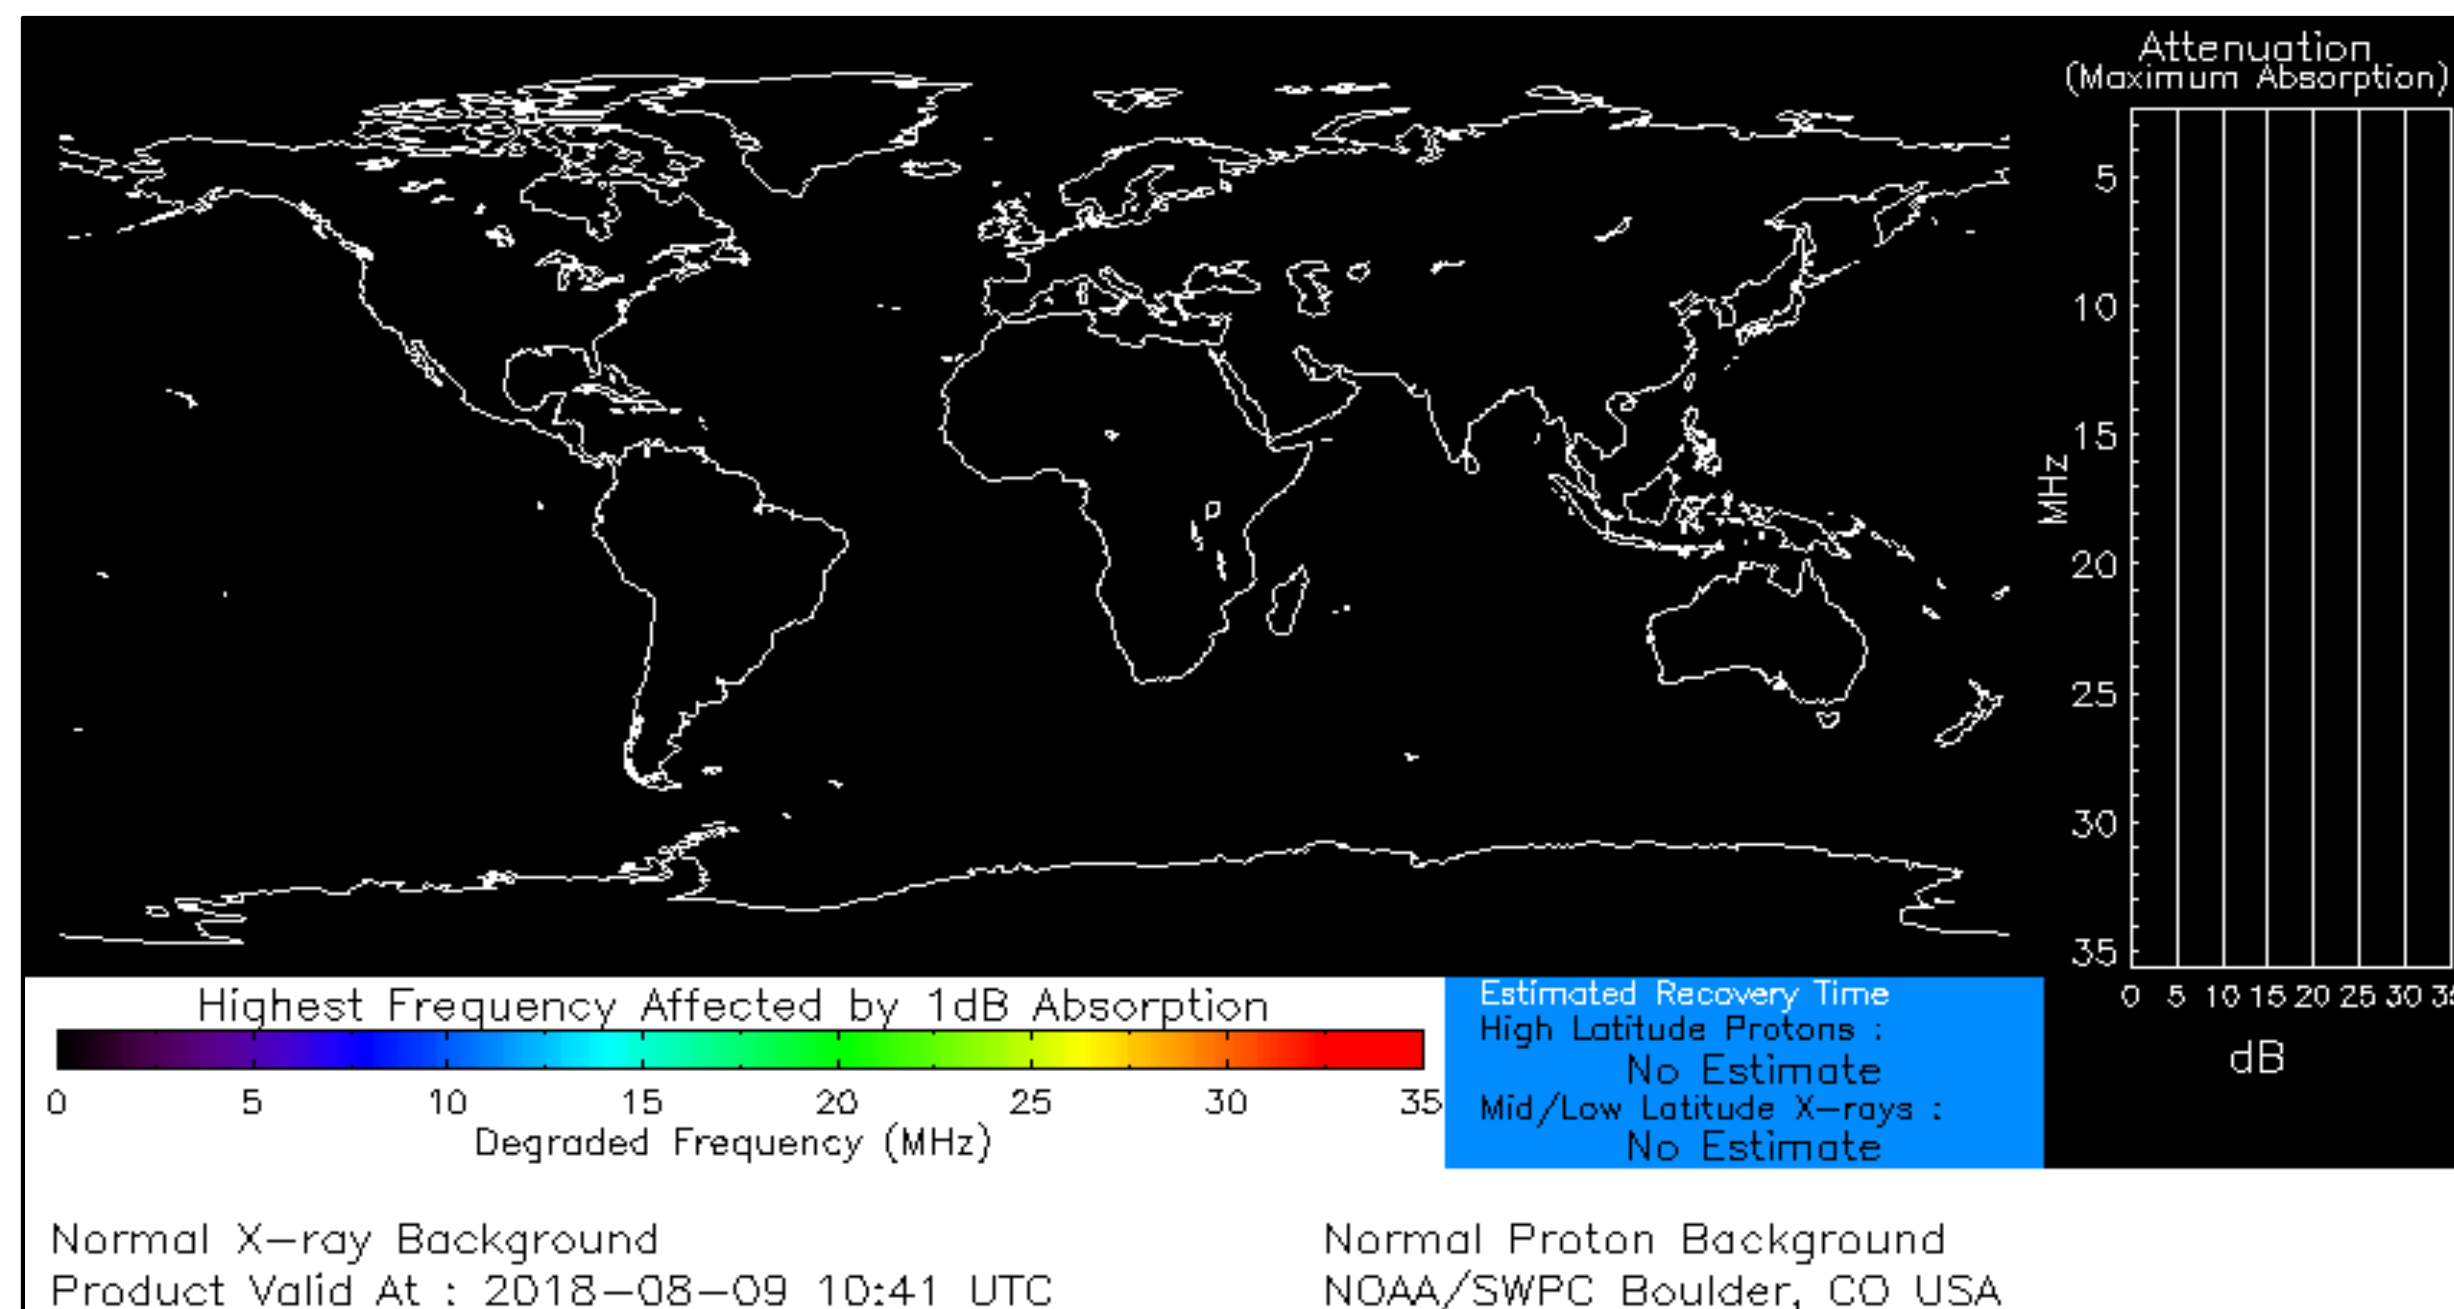 Attenuation
(Maximum Absorption)
5
10
15
20
25
30
35
MHz
0 5 10 15 20 25 30
dB
Highest Frequency Affected by 1dB Absorption
0 5 10 15 20 25 30 35
Degraded Frequency (MHz)
Estimated Recovery Time
High Latitude Protons :
No Estimate
Mid/Low Latitude X-rays :
No Estimate
Normal X-ray Background
Normal Proton Background
Product Valid At : 2018-08-09 10:41 UTC
NOAA/SWPC Boulder, CO USA